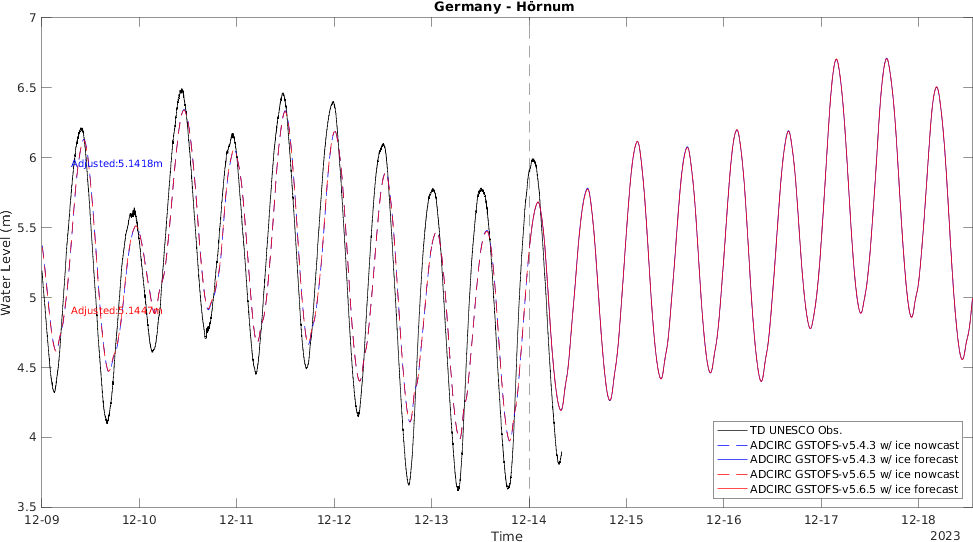 Germany - Hörnum
7
6.5
6
5.5
5
4.5
4
3.5
Water Level (m)
Adjusted:5.1418m
Adjusted:5.1447m
TD UNESCO Obs.
ADCIRC GSTOFS-v5.4.3 w/ ice nowcast
ADCIRC GSTOFS-v5.4.3 w/ ice forecast
ADCIRC GSTOFS-v5.6.5 w/ ice nowcast
ADCIRC GSTOFS-v5.6.5 w/ ice forecast
12-09 12-10 12-11 12-12 12-13 12-14 12-15 12-16 12-17 12-18
Time
2023